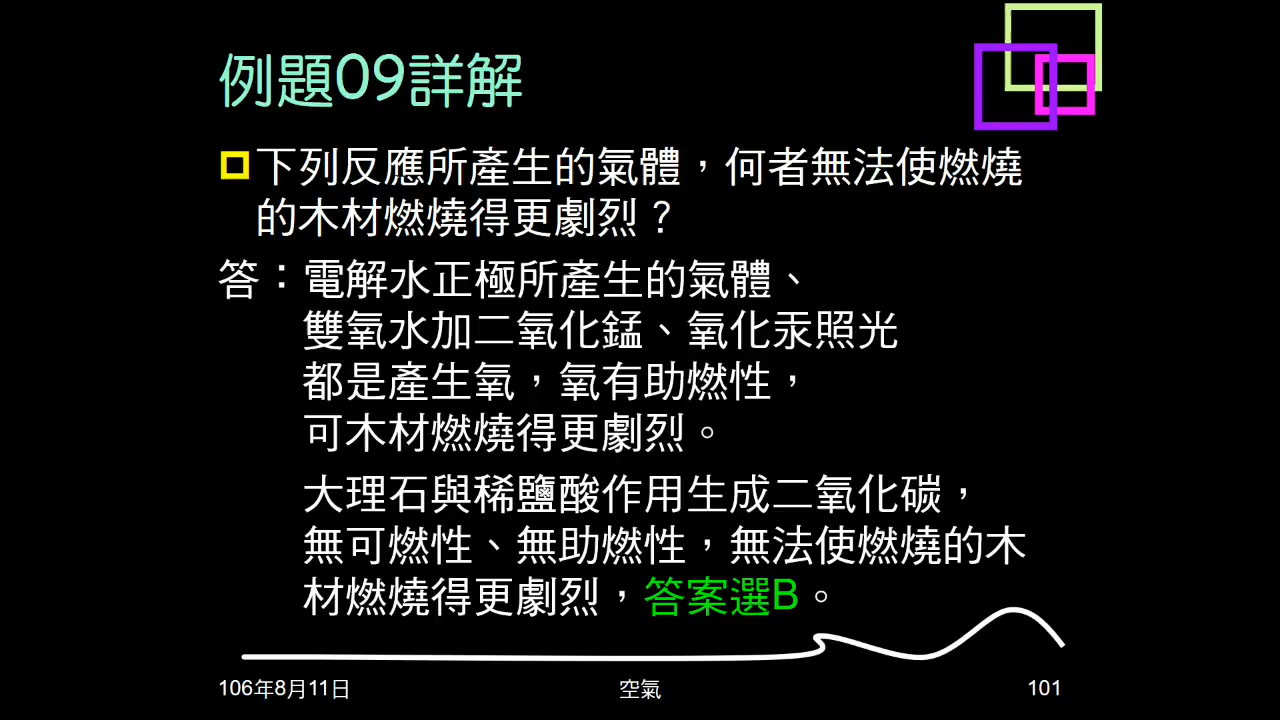 例題09詳解
下列反應所產生的氣體，何者無法使燃燒
的木材燃燒得更劇烈？
答：電解水正極所產生的氣體、
雙氧水加二氧化錳、氧化汞照光
都是產生氧，氧有助燃性，
可木材燃燒得更劇烈。
大理石與稀鹽酸作用生成二氧化碳，
無可燃性、無助燃性，無法使燃燒的木
材燃燒得更劇烈，答案選B。
106年8月11日 空氣 101